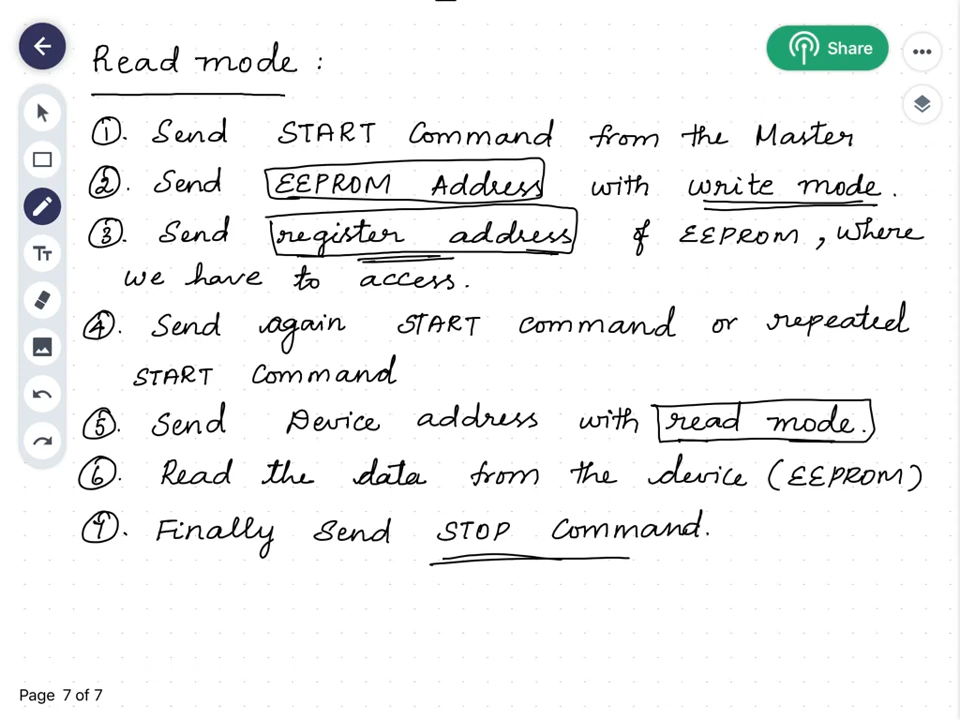 Share
Read mode :
①. Send START Command from the Master
②. Send EEPROM Address with write mode.
③. Send register address of EEPROM, where
we have to access.
④. Send again START command or repeated
START Command
⑤. Send Device address with read mode.
⑥. Read the data from the device (EEPROM)
⑦. Finally Send STOP Command.
Page 7 of 7